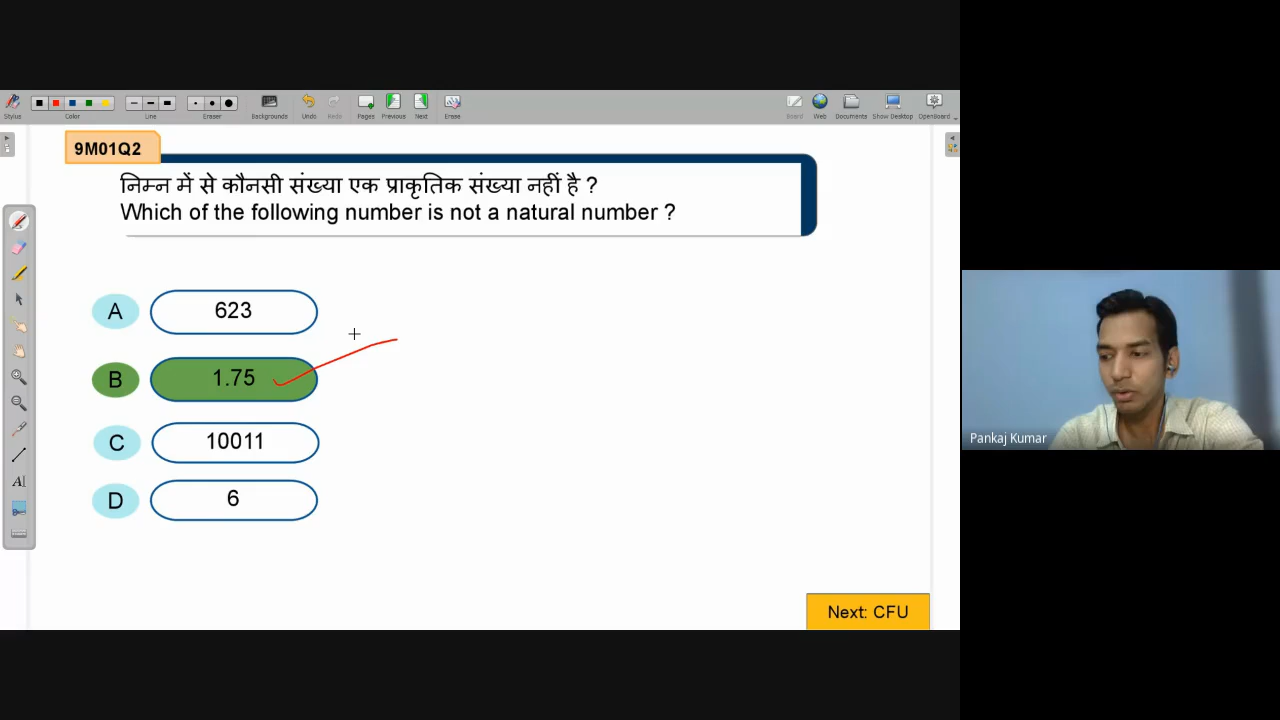 Stylus
Color
Line
Eraser
Backgrounds
Undo
Redo
Pages
Previous
Next
Erase
Board
Web
Documents
Show Desktop
OpenBoard
9M01Q2
निम्न में से कौनसी संख्या एक प्राकृतिक संख्या नहीं है ?
Which of the following number is not a natural number ?
A 623
B 1.75
C 10011
D 6
AI
Pankaj Kumar
Next: CFU